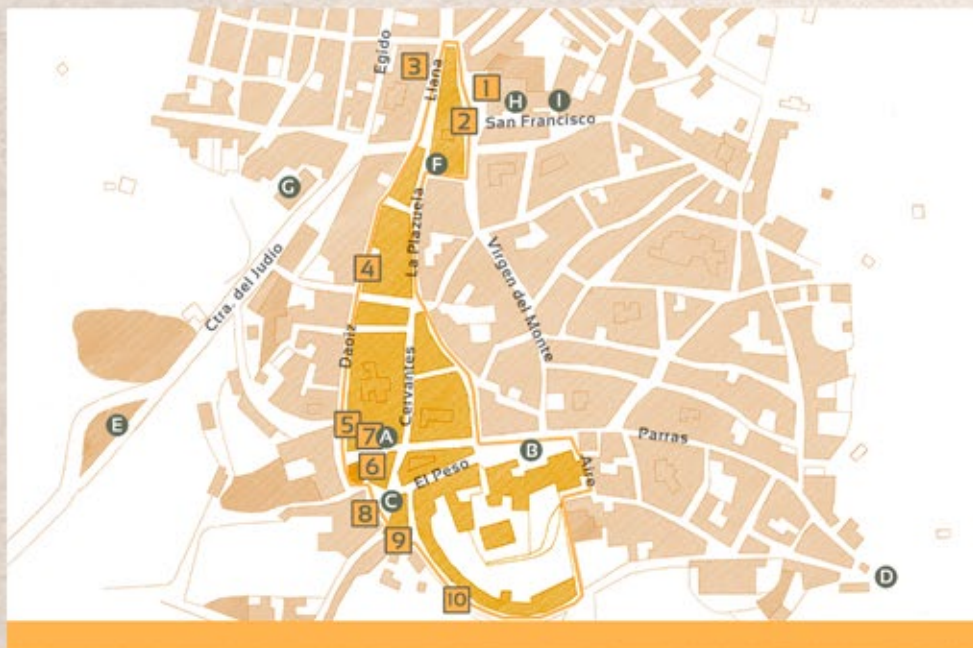 Egido
3
Llana
1
H
I
2
San Francisco
F
G
La Plazuela
4
Virgen del Monte
Ctra. del Judio
Daoiz
Cervantes
E
5
7
A
6
Parras
B
El Peso
Aire
C
8
9
D
10